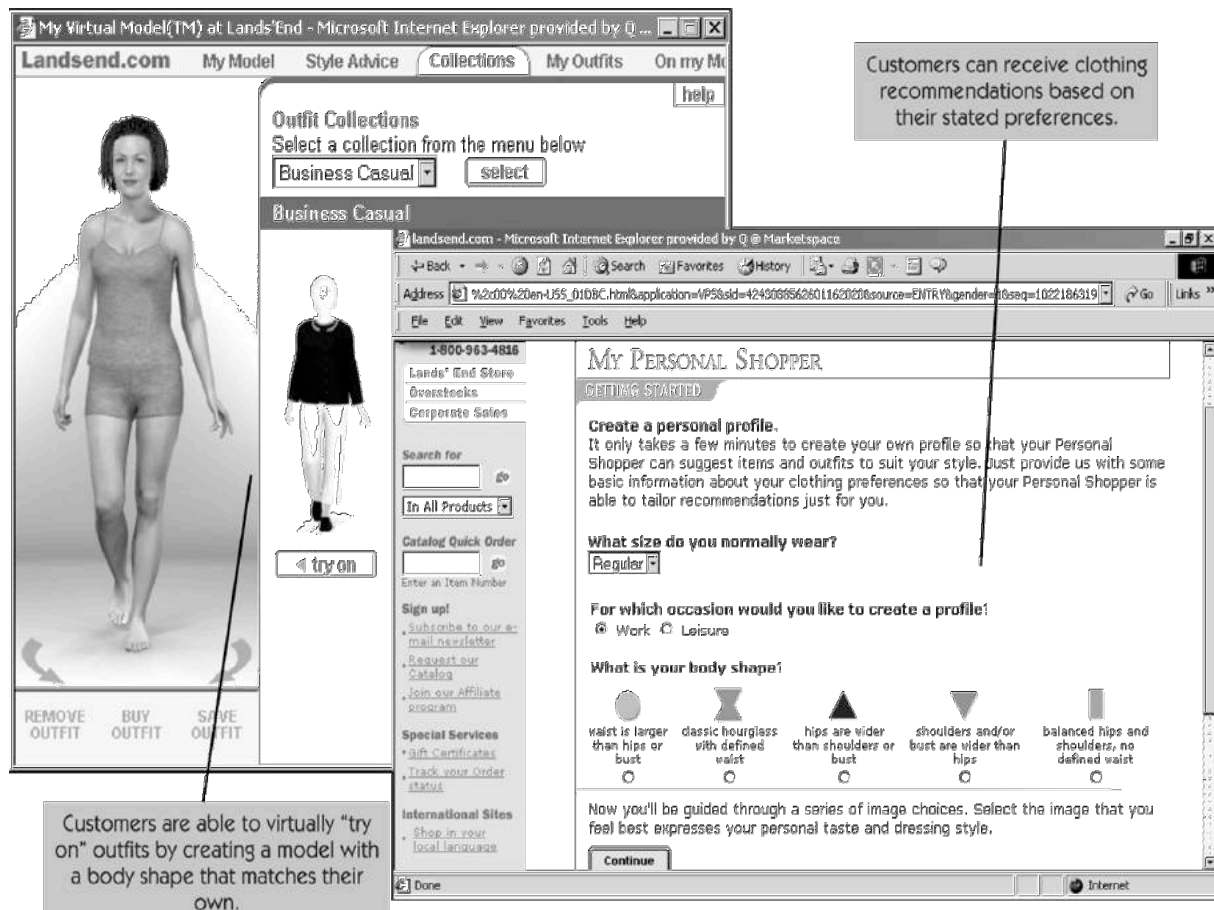 My Virtual Model(TM) at Lands'End - Microsoft Internet Explorer provided by Q ...
Landsend.com My Model Style Advice Collections My Outfits On my Mo
help
Outfit Collections
Select a collection from the menu below
Business Casual select
Business Casual
try on
REMOVE OUTFIT
BUY OUTFIT
SAVE OUTFIT
Customers can receive clothing
recommendations based on
their stated preferences.
landsend.com - Microsoft Internet Explorer provided by Q @ Marketspace
Back Search Favorites History
Address Go Links
File Edit View Favorites Tools Help
1-800-963-4816
Lands' End Store
Overstocks
Corporate Sales
Search for
go
In All Products
Catalog Quick Order
go
Enter an Item Number
Sign up!
Subscribe to our e-
mail newsletter
Request our
Catalog
Join our Affiliate
program
Special Services
Gift Certificates
Track your Order
status
International Sites
Shop in your
local language
MY PERSONAL SHOPPER
GETTING STARTED
Create a personal profile.
It only takes a few minutes to create your own profile so that your Personal
Shopper can suggest items and outfits to suit your style. Just provide us with some
basic information about your clothing preferences so that your Personal Shopper is
able to tailor recommendations just for you.
What size do you normally wear?
Regular
For which occasion would you like to create a profile?
Work Leisure
What is your body shape?
waist is larger
than hips or
bust
classic hourglass
with defined
waist
hips are wider
than shoulders or
bust
shoulders and/or
bust are wider than
hips
balanced hips and
shoulders, no
defined waist
Now you'll be guided through a series of image choices. Select the image that you
feel best expresses your personal taste and dressing style.
Continue
Done Internet
Customers are able to virtually "try
on" outfits by creating a model with
a body shape that matches their
own.